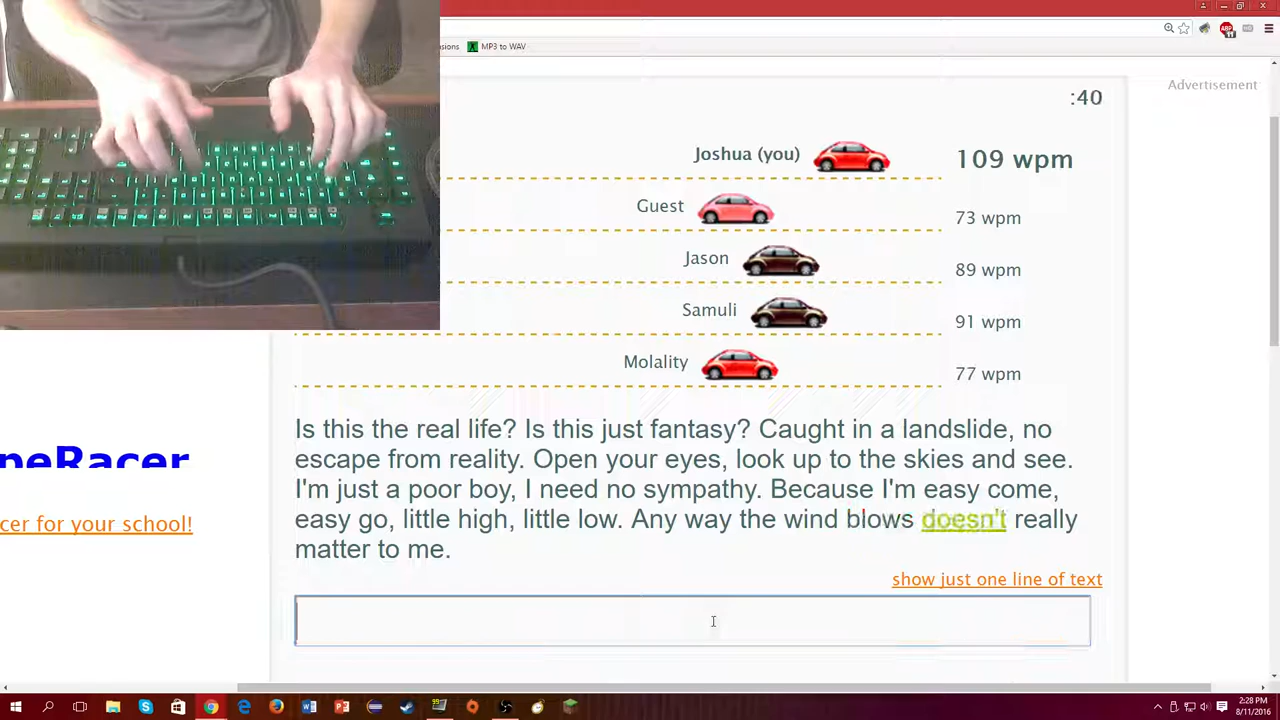 sions MP3 to WAV
Advertisement
:40
Joshua (you) 109 wpm
Guest 73 wpm
Jason 89 wpm
Samuli 91 wpm
Molality 77 wpm
Is this the real life? Is this just fantasy? Caught in a landslide, no
escape from reality. Open your eyes, look up to the skies and see.
I'm just a poor boy, I need no sympathy. Because I'm easy come,
easy go, little high, little low. Any way the wind blows doesn't really
matter to me.
peRacer
cer for your school!
show just one line of text
2:28 PM
8/11/2016